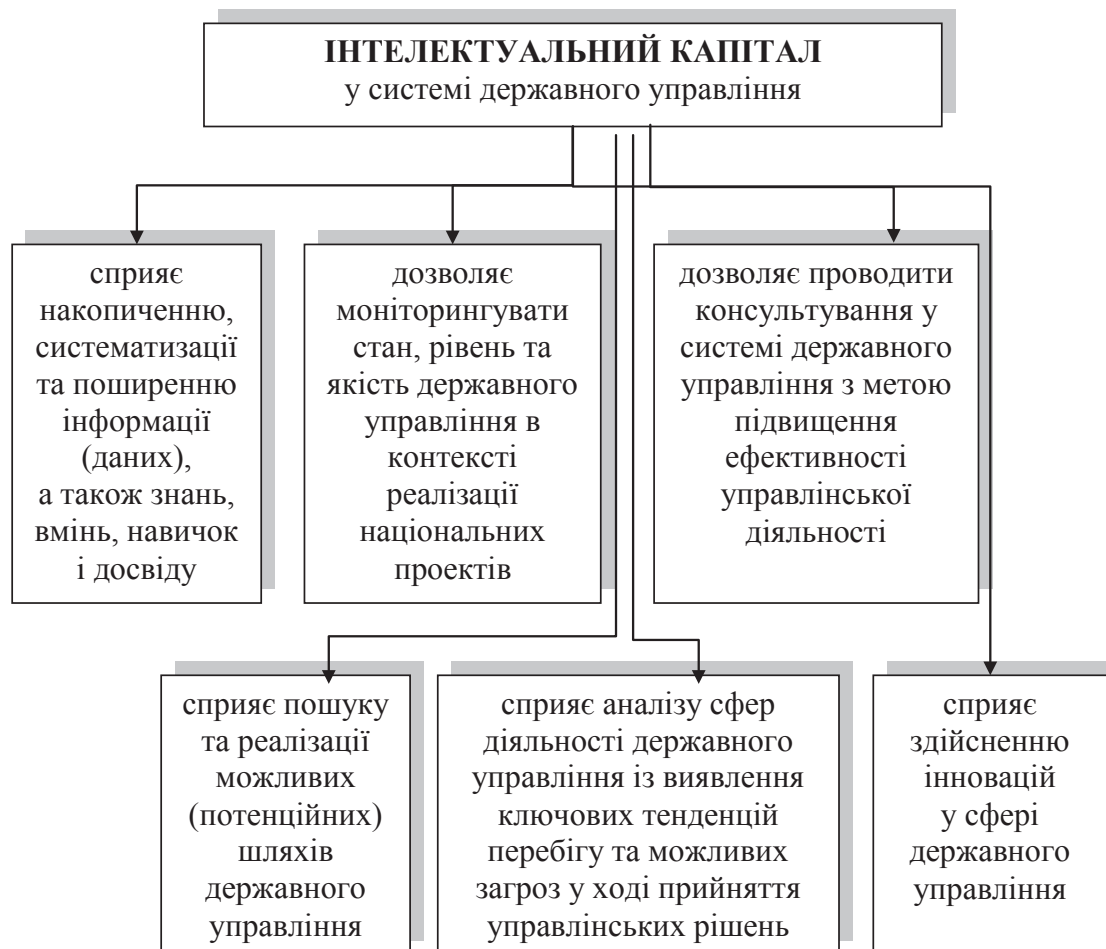 ІНТЕЛЕКТУАЛЬНИЙ КАПІТАЛ
у системі державного управління
сприяє
накопиченню,
систематизації
та поширенню
інформації
(даних),
а також знань,
вмінь, навичок
і досвіду
дозволяє
моніторингувати
стан, рівень та
якість державного
управління в
контексті
реалізації
національних
проектів
дозволяє проводити
консультування у
системі державного
управління з метою
підвищення
ефективності
управлінської
діяльності
сприяє пошуку
та реалізації
можливих
(потенційних)
шляхів
державного
управління
сприяє аналізу сфер
діяльності державного
управління із виявлення
ключових тенденцій
перебігу та можливих
загроз у ході прийняття
управлінських рішень
сприяє
здійсненню
інновацій
у сфері
державного
управління